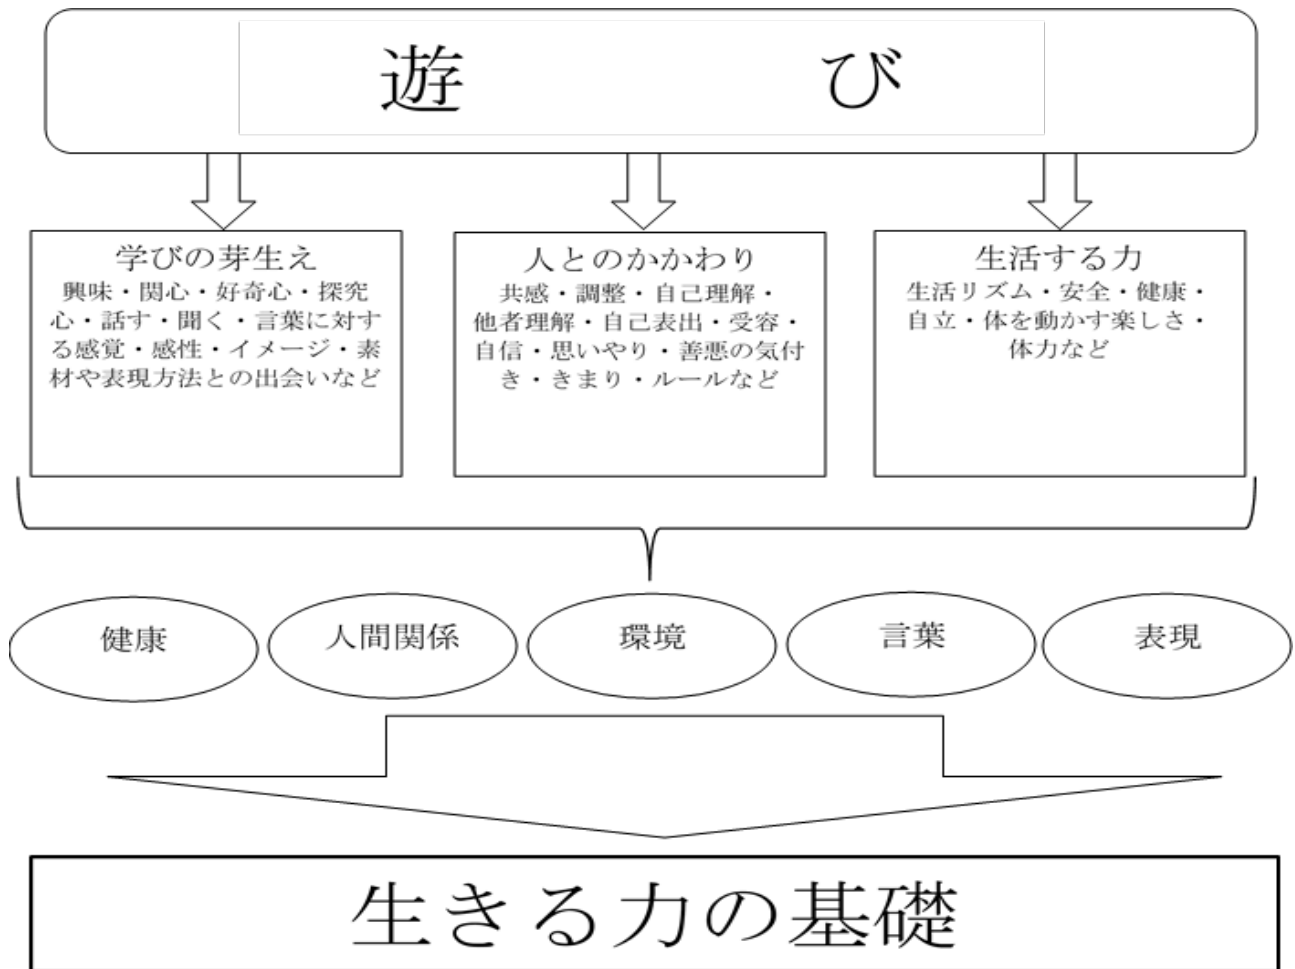 遊　び
学びの芽生え
興味・関心・好奇心・探究
心・話す・聞く・言葉に対す
る感覚・感性・イメージ・素
材や表現方法との出会いなど
人とのかかわり
共感・調整・自己理解・
他者理解・自己表出・受容・
自信・思いやり・善悪の気付
き・きまり・ルールなど
生活する力
生活リズム・安全・健康・
自立・体を動かす楽しさ・
体力など
健康
人間関係
環境
言葉
表現
生きる力の基礎